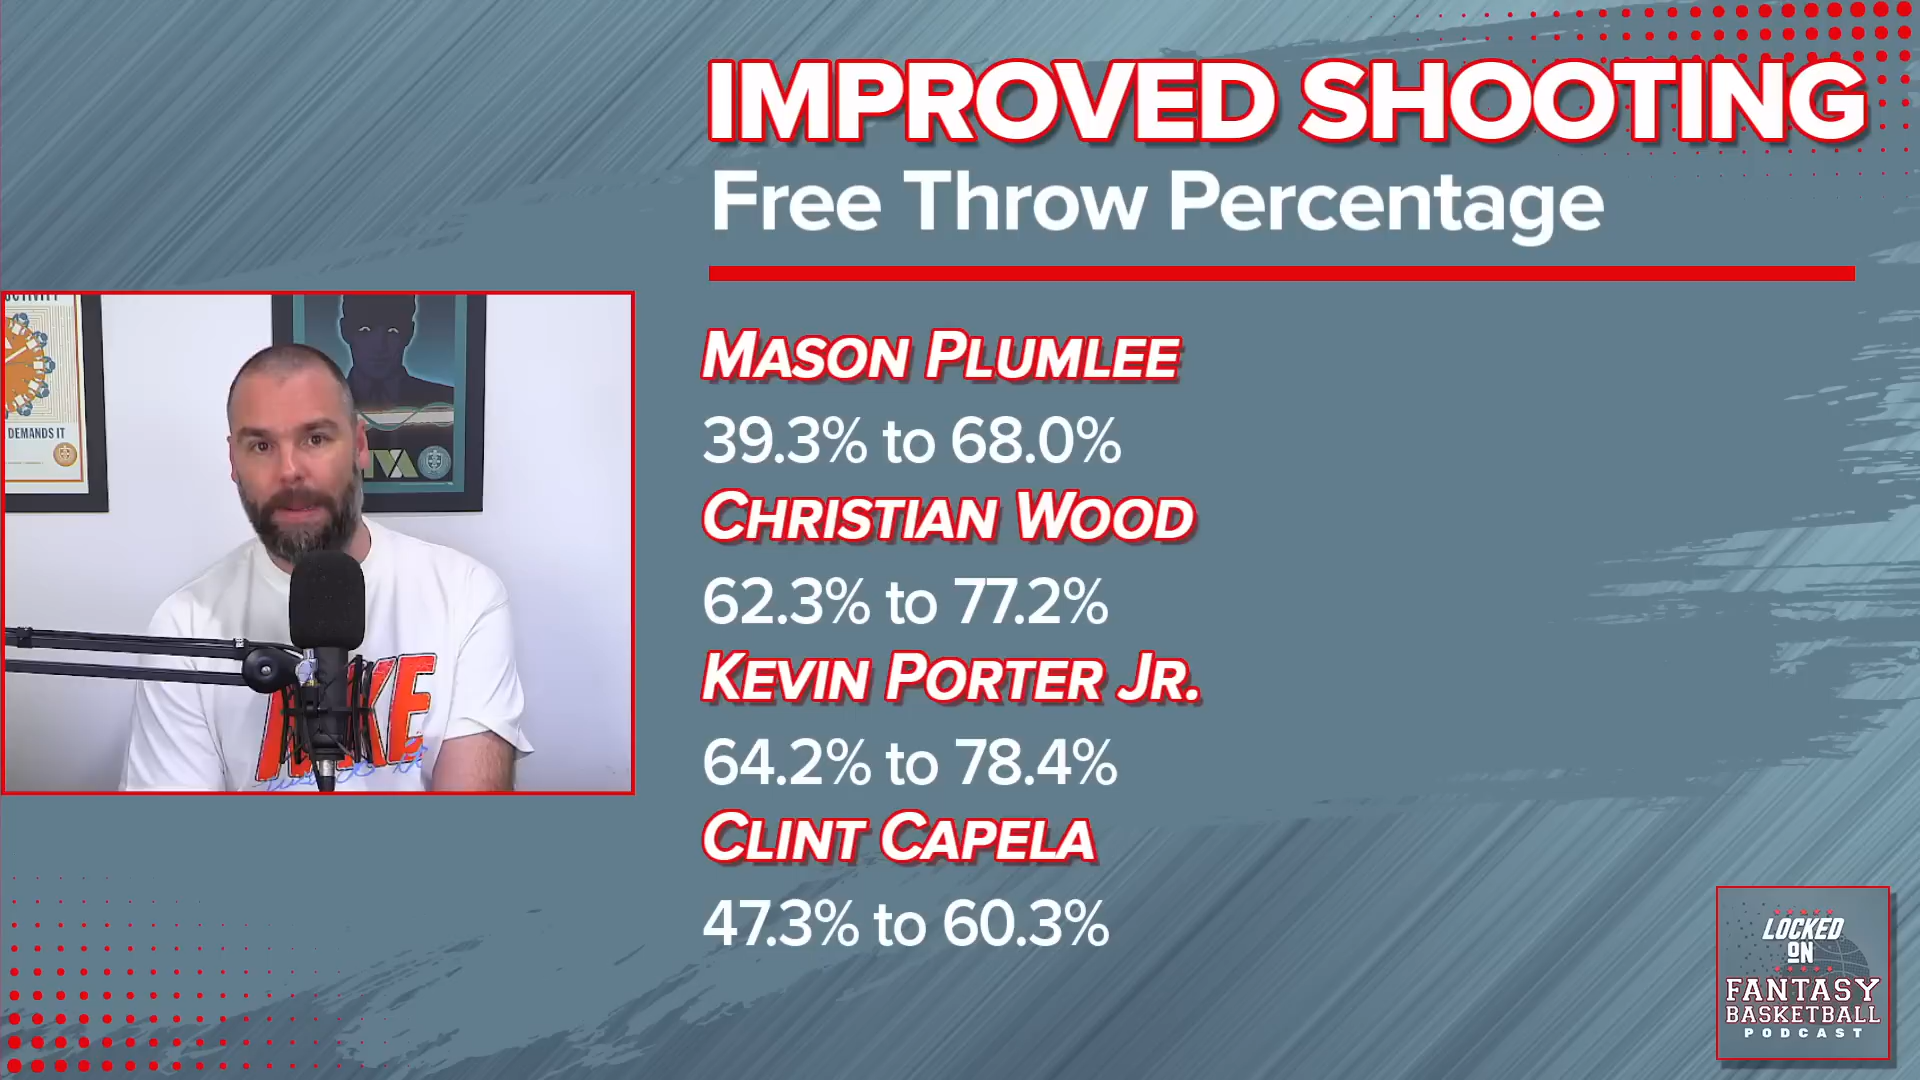 IMPROVED SHOOTING
Free Throw Percentage
MASON PLUMLEE
39.3% to 68.0%
CHRISTIAN WOOD
62.3% to 77.2%
KEVIN PORTER JR.
64.2% to 78.4%
CLINT CAPELA
47.3% to 60.3%
DEMANDS IT
LOCKED
ON
FANTASY
BASKETBALL
PODCAST